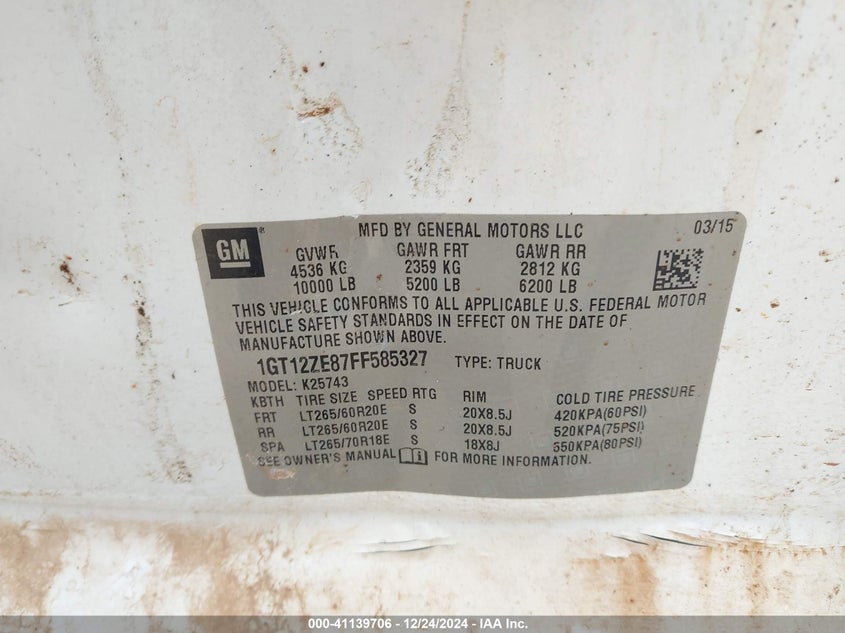 GM®
MFD BY GENERAL MOTORS LLC 03/15
GVWR GAWR FRT GAWR RR
4536 KG 2359 KG 2812 KG
10000 LB 5200 LB 6200 LB
THIS VEHICLE CONFORMS TO ALL APPLICABLE U.S. FEDERAL MOTOR
VEHICLE SAFETY STANDARDS IN EFFECT ON THE DATE OF
MANUFACTURE SHOWN ABOVE.
1GT12ZE87FF585327 TYPE: TRUCK
MODEL: K25743
KBTH TIRE SIZE SPEED RTG RIM COLD TIRE PRESSURE
FRT LT265/60R20E S 20X8.5J 420KPA(60PSI)
RR LT265/60R20E S 20X8.5J 520KPA(75PSI)
SPA LT265/70R18E S 18X8J 550KPA(80PSI)
SEE OWNER'S MANUAL FOR MORE INFORMATION.
000-41139706 - 12/24/2024 - IAA Inc.